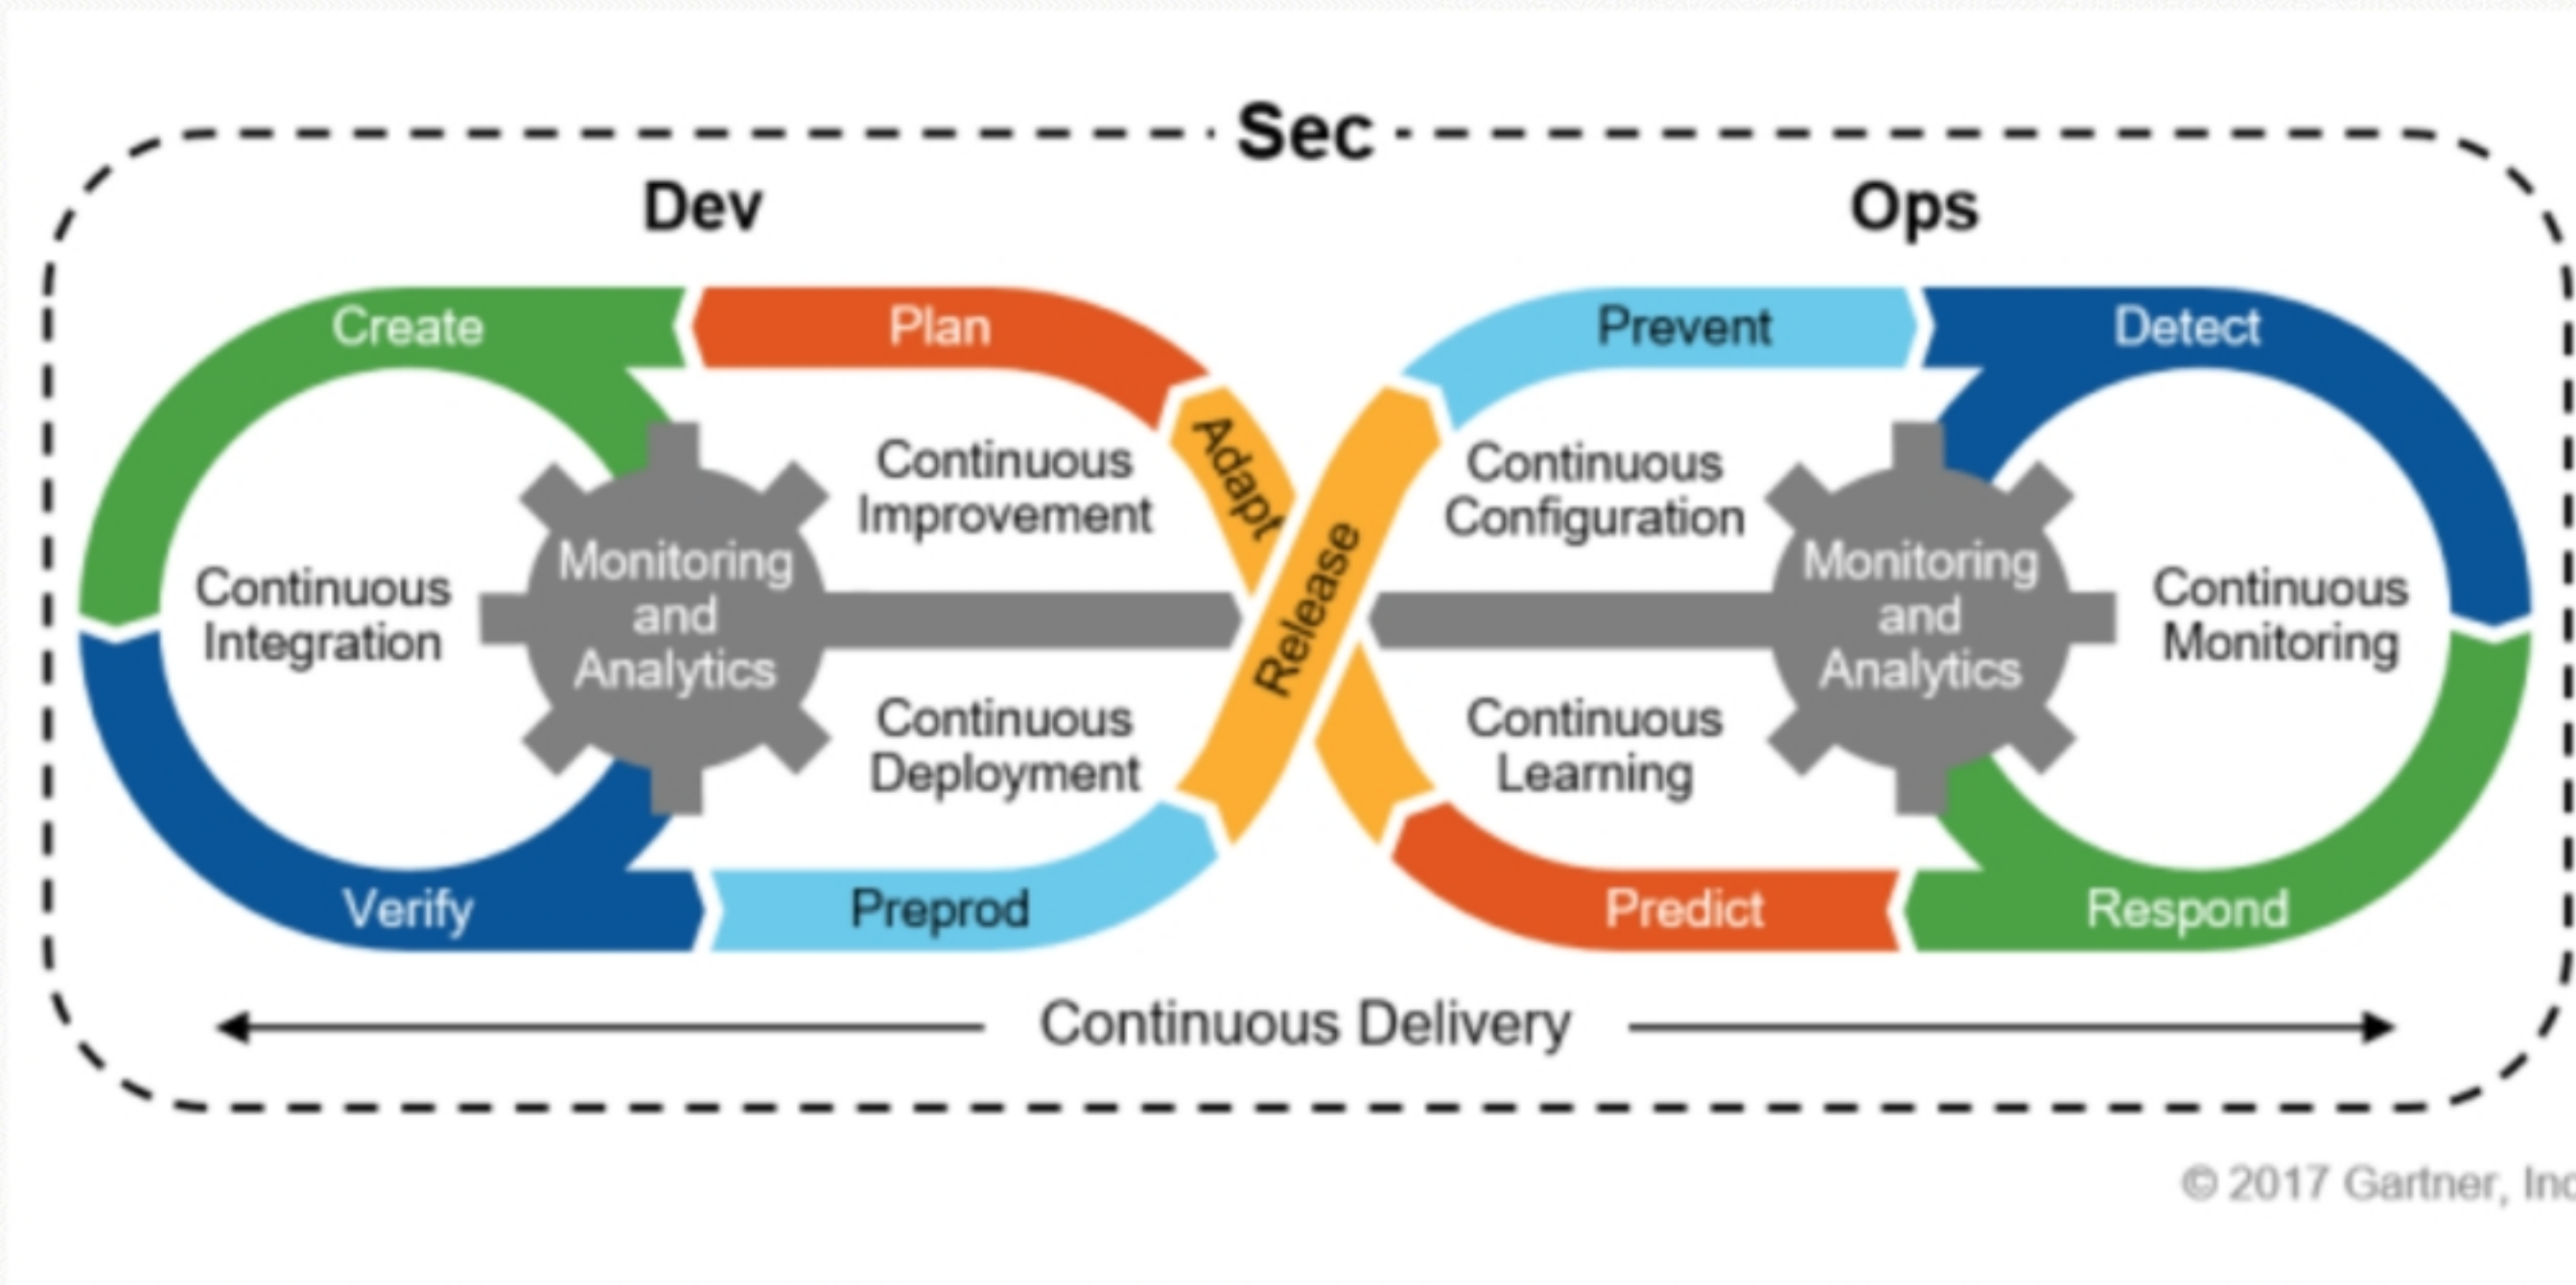 Sec
Dev
Ops
Create
Plan
Prevent
Detect
Adapt
Release
Continuous
Improvement
Continuous
Configuration
Continuous
Integration
Monitoring
and
Analytics
Monitoring
and
Analytics
Continuous
Monitoring
Continuous
Deployment
Continuous
Learning
Verify
Preprod
Predict
Respond
Continuous Delivery
© 2017 Gartner, Inc